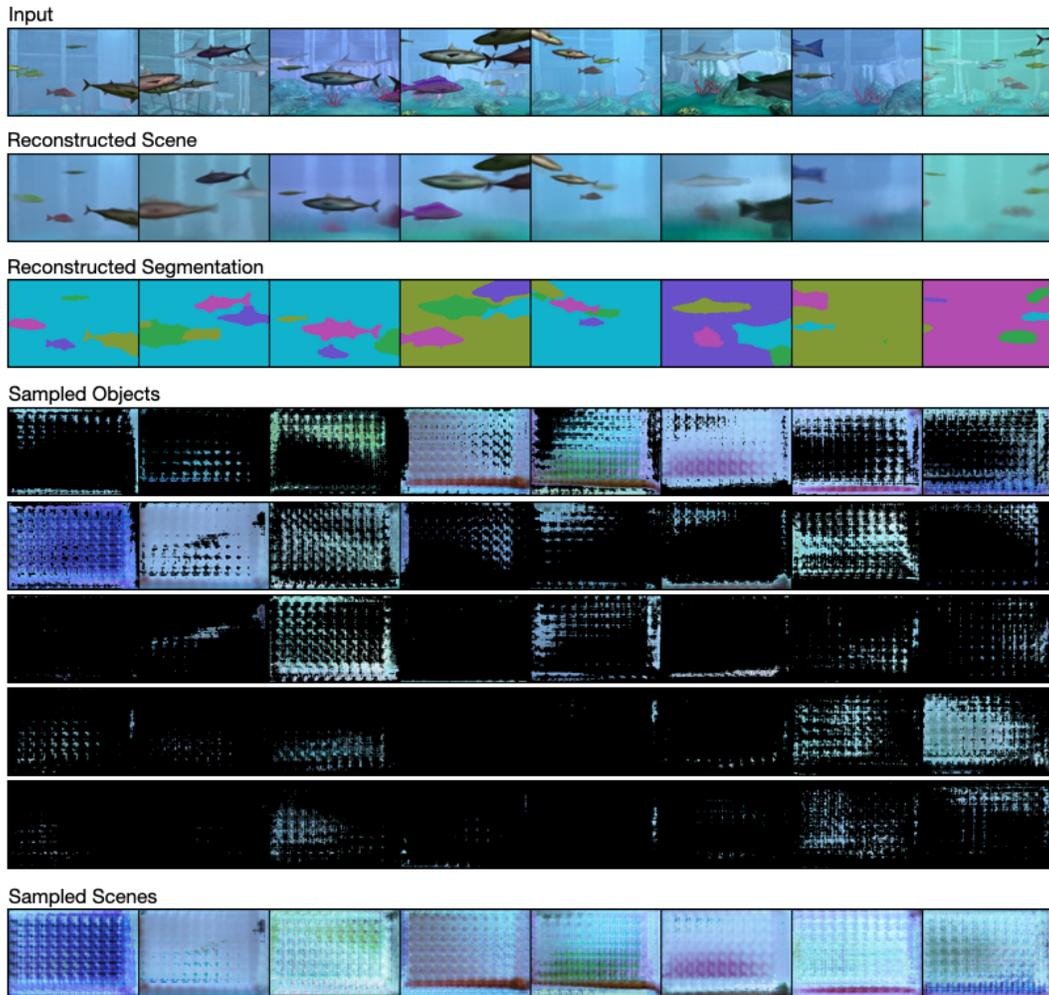 Input
Reconstructed Scene
Reconstructed Segmentation
Sampled Objects
Sampled Scenes